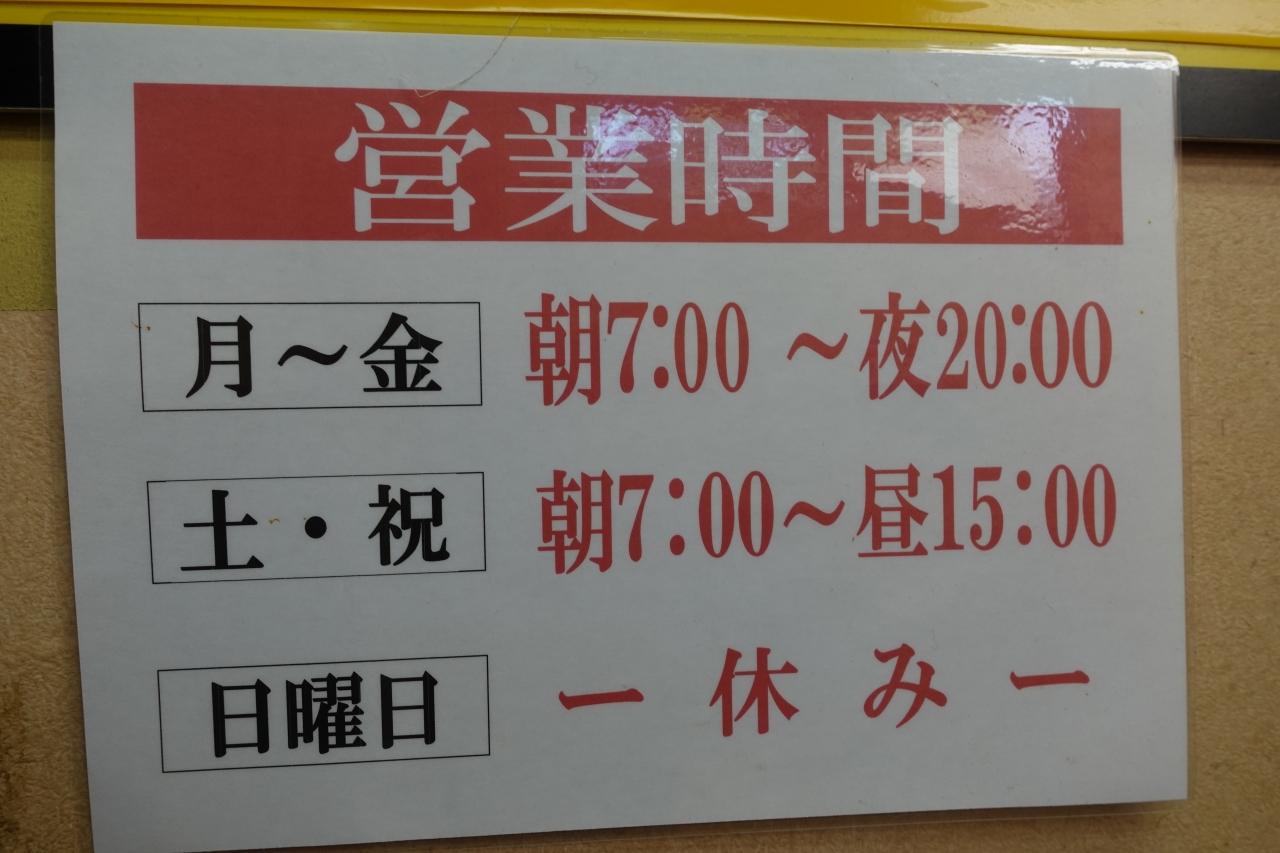 営業時間
月～金 朝7:00 ～夜20:00
土・祝 朝7:00～昼15:00
日曜日 ー 休 み ー